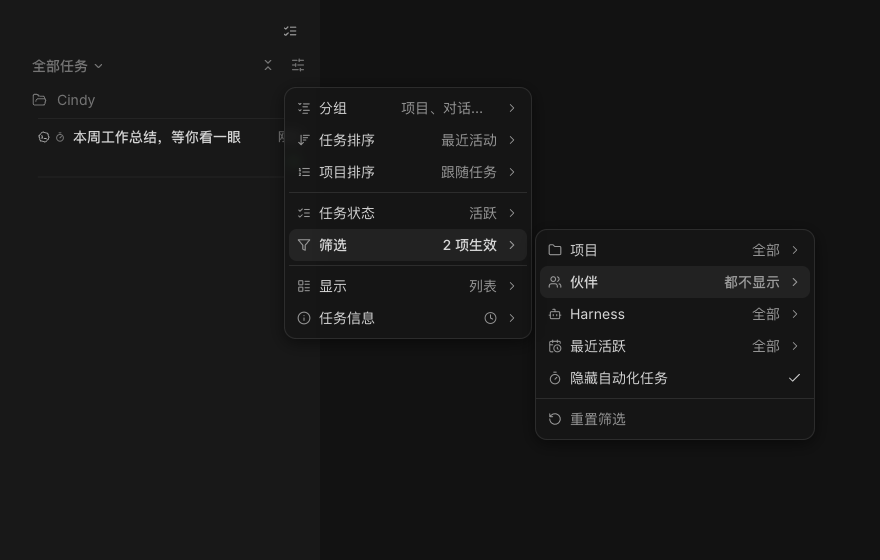 全部任务
Cindy
本周工作总结，等你看一眼
分组 项目、对话...
任务排序 最近活动
项目排序 跟随任务
任务状态 活跃
筛选 2 项生效
显示 列表
任务信息
项目 全部
伙伴 都不显示
Harness 全部
最近活跃 全部
隐藏自动化任务
重置筛选